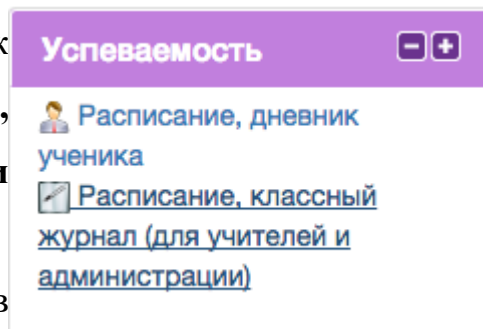 Успеваемость
Расписание, дневник
ученика
Расписание, классный
журнал (для учителей и
администрации)